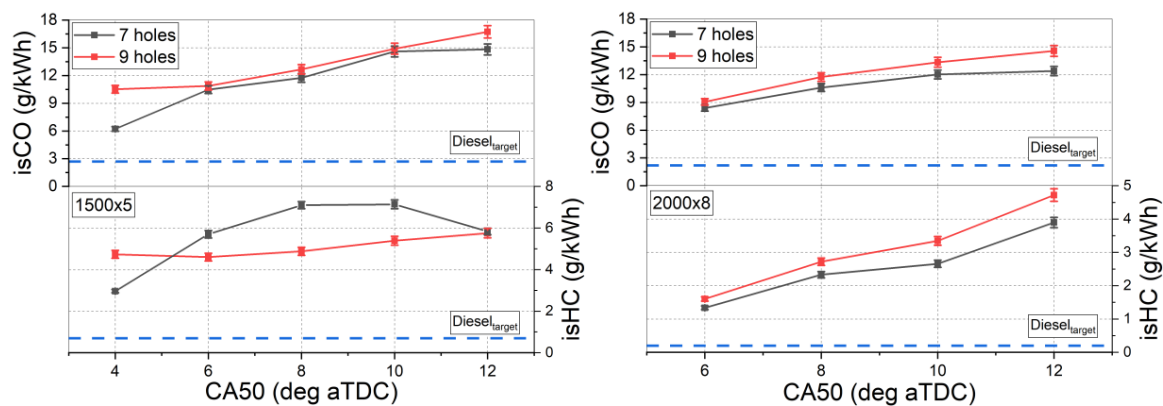 18
15
12
9
6
3
0
isCO (g/kWh)
7 holes
9 holes
Diesel target
1500x5
8
6
4
2
0
isHC (g/kWh)
Diesel target
4 6 8 10 12
CA50 (deg aTDC)
18
15
12
9
6
3
0
isCO (g/kWh)
7 holes
9 holes
Diesel target
2000x8
5
4
3
2
1
0
isHC (g/kWh)
Diesel target
6 8 10 12
CA50 (deg aTDC)